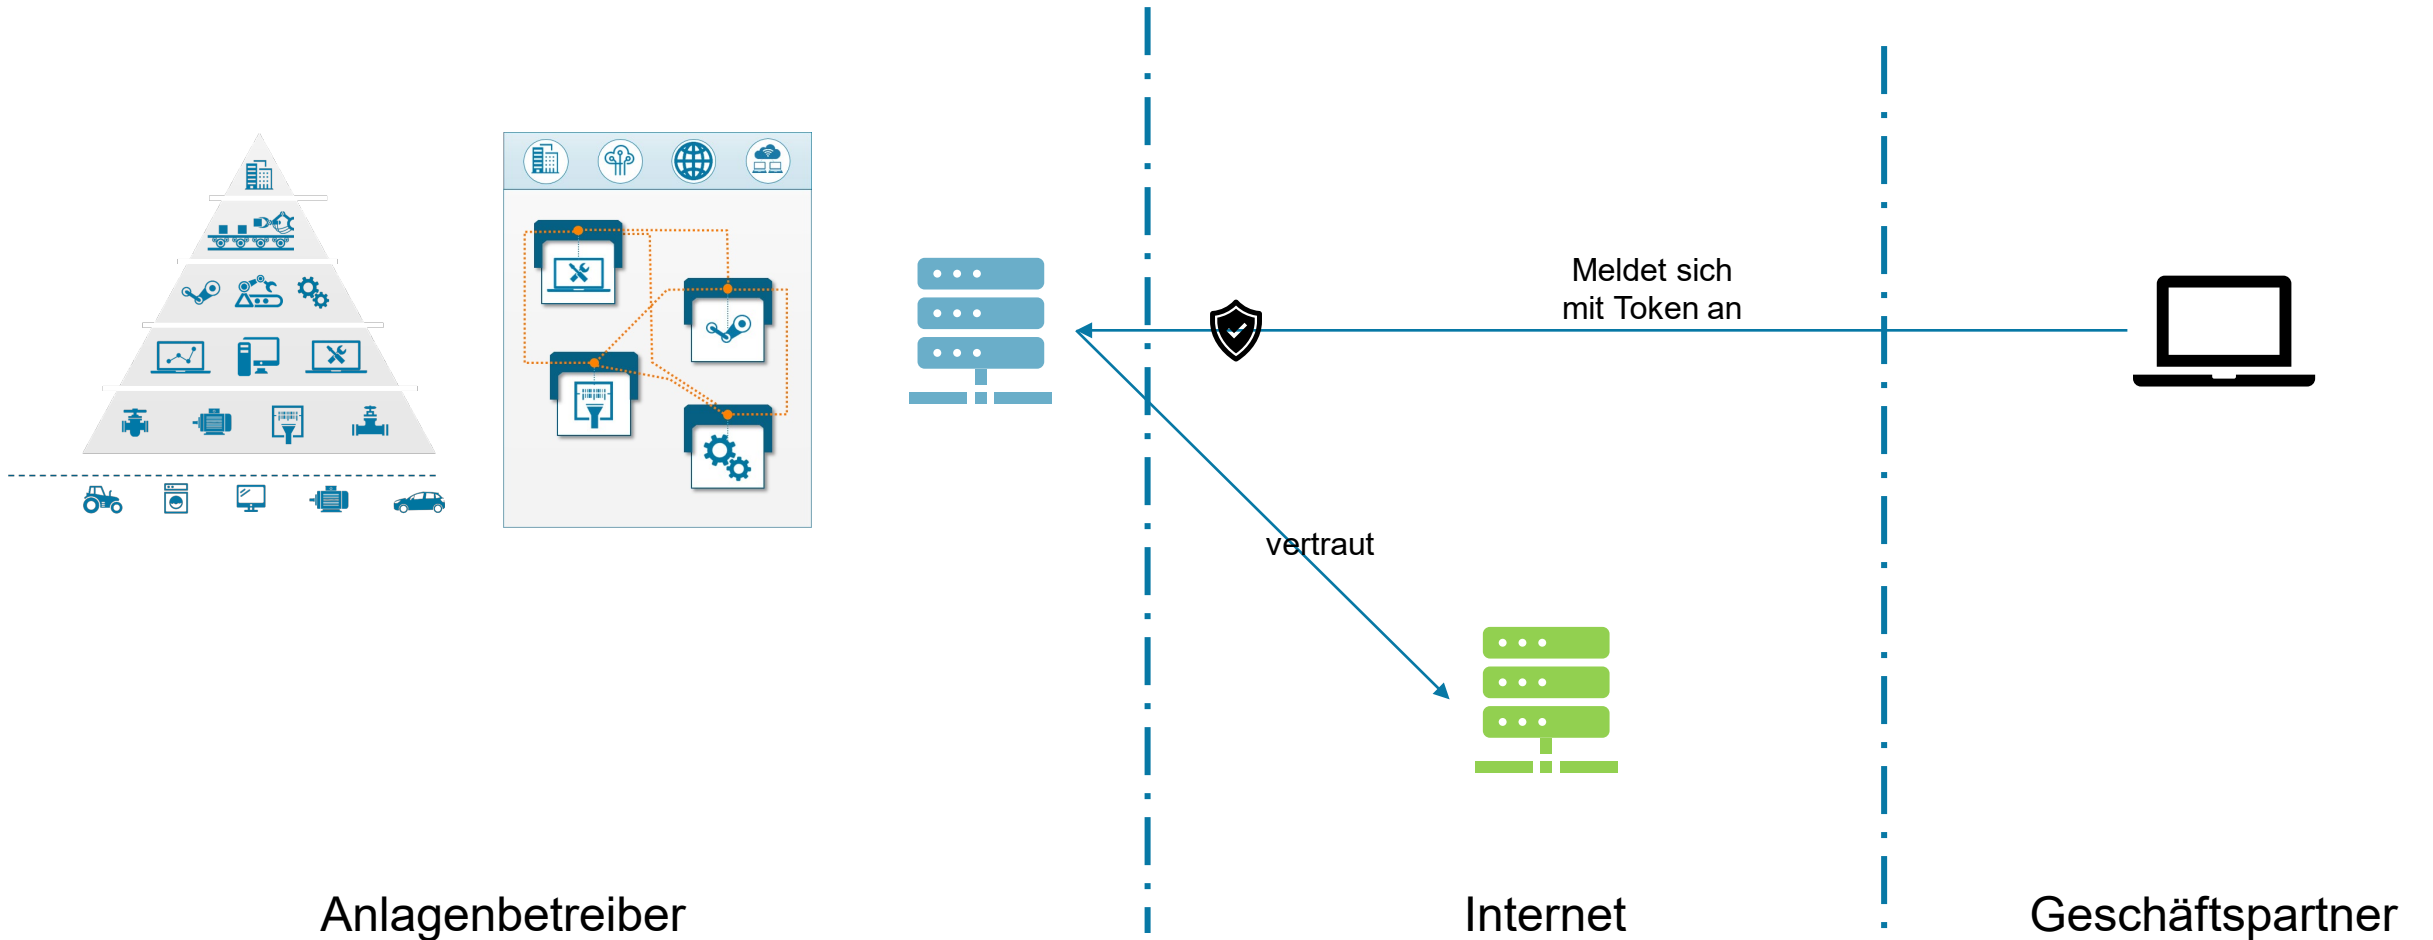 Meldet sich
mit Token an
vertraut
Anlagenbetreiber
Internet
Geschäftspartner